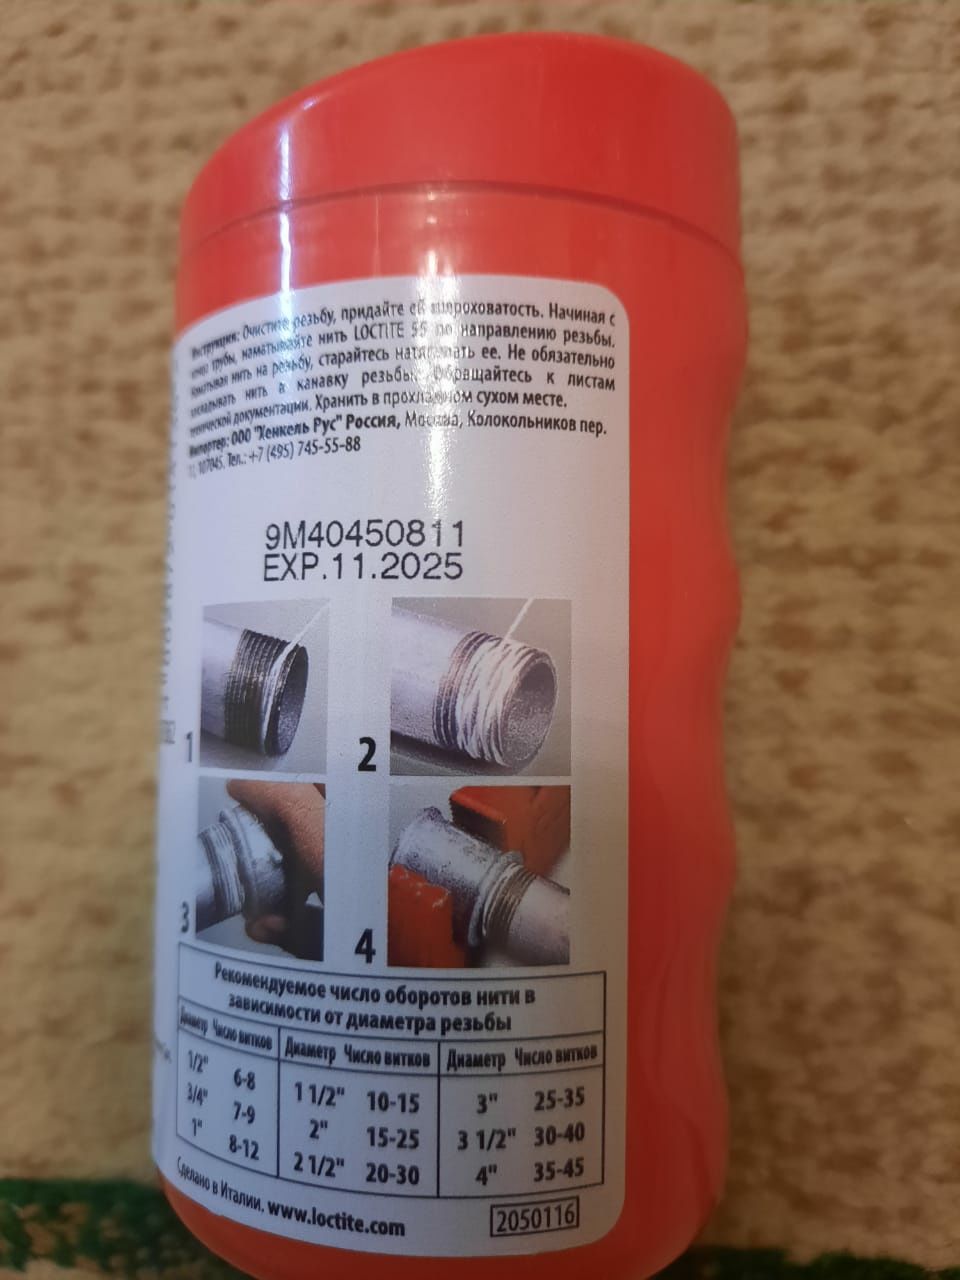 Инструкции: Очистите резьбу, придайте ей шероховатость. Начиная с
конца трубы, наматывайте нить LOCTITE 55 по направлению резьбы.
Наматывая нить на резьбу, старайтесь натягивать ее. Не обязательно
укладывать нить в канавку резьбы. Обращайтесь к листам
технической документации. Хранить в прохладном сухом месте.
Импортер: ООО "Хенкель Рус" Россия, Москва, Колокольников пер.
11, 107045. Тел.: +7 (495) 745-55-88
9M40450811
EXP.11.2025
1
2
3
4
Рекомендуемое число оборотов нити в
зависимости от диаметра резьбы
Диаметр Число витков Диаметр Число витков Диаметр Число витков
1/2" 6-8 1 1/2" 10-15 3" 25-35
3/4" 7-9 2" 15-25 3 1/2" 30-40
1" 8-12 2 1/2" 20-30 4" 35-45
Сделано в Италии. www.loctite.com
2050116